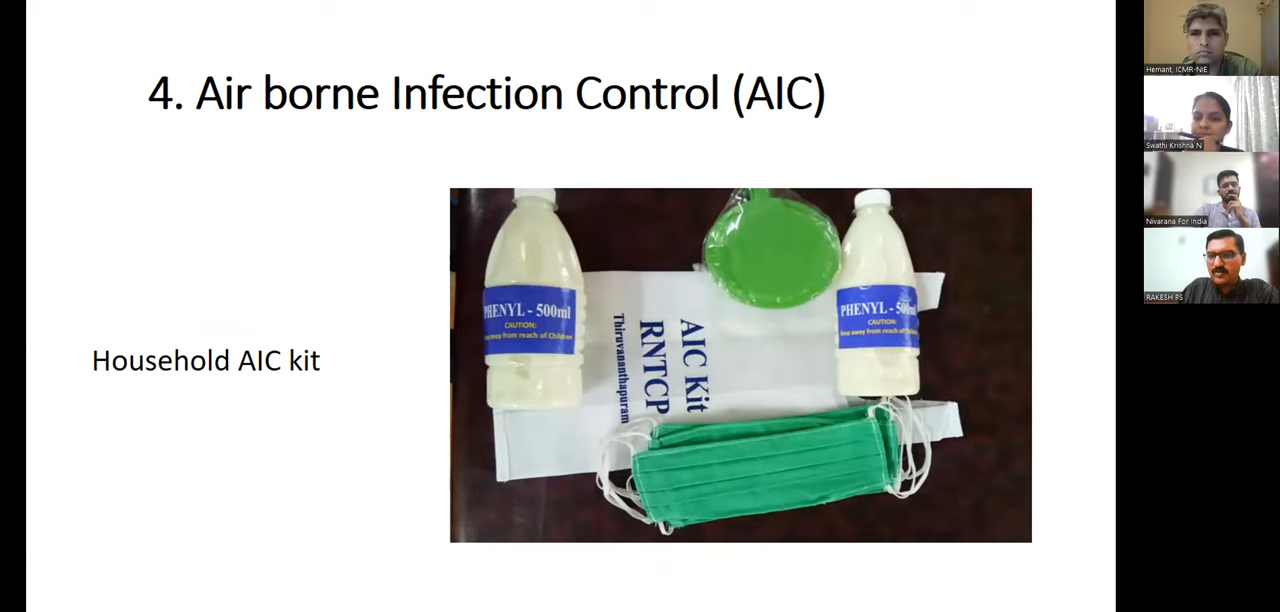 4. Air borne Infection Control (AIC)
Household AIC kit
PHENYL - 500ml
CAUTION:
Keep away from reach of Children
AIC Kit
RNTCP
Thiruvananthapuram
PHENYL - 500ml
CAUTION:
Keep away from reach of Children
Hemant, ICMR-NIE
Swathi Krishna N
Nivarana For India
RAKESH PS